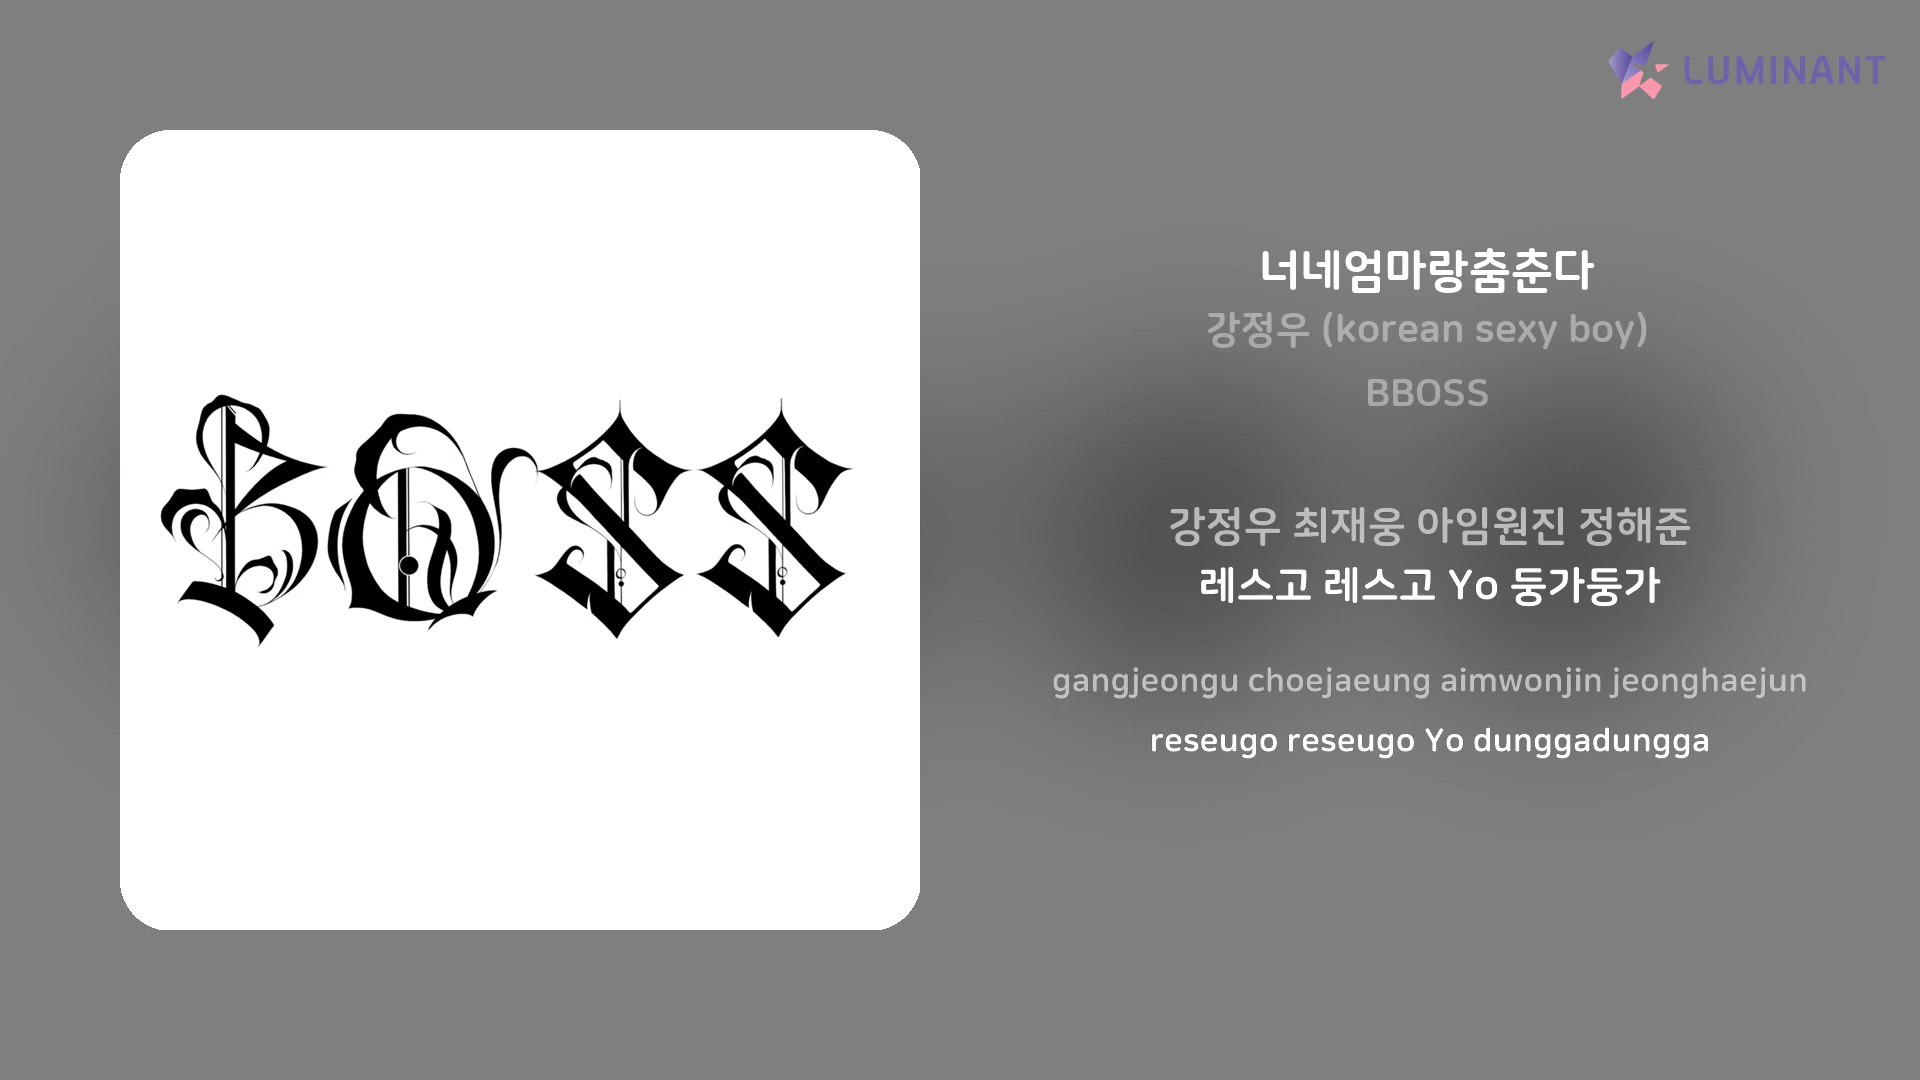 LUMINANT
BOSS
너네엄마랑춤춘다
강정우 (korean sexy boy)
BBOSS
강정우 최재웅 아임원진 정해준
레스고 레스고 Yo 둥가둥가
gangjeongu choejaeung aimwonjin jeonghaejun
reseugo reseugo Yo dunggadungga